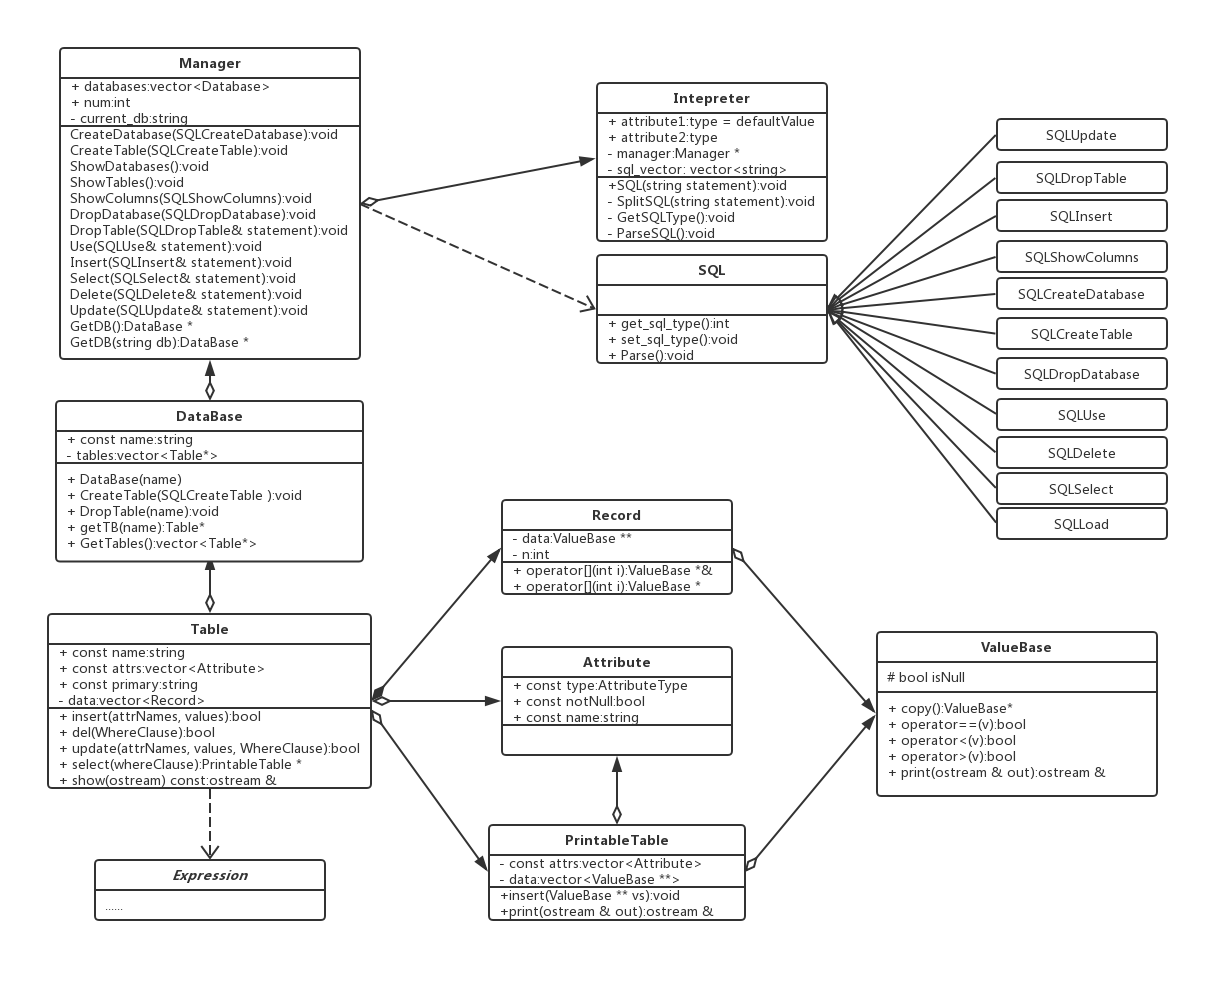 Manager
+ databases:vector<Database>
+ num:int
- current_db:string
CreateDatabase(SQLCreateDatabase):void
CreateTable(SQLCreateTable):void
ShowDatabases():void
ShowTables():void
ShowColumns(SQLShowColumns):void
DropDatabase(SQLDropDatabase):void
DropTable(SQLDropTable& statement):void
Use(SQLUse& statement):void
Insert(SQLInsert& statement):void
Select(SQLSelect& statement):void
Delete(SQLDelete& statement):void
Update(SQLUpdate& statement):void
GetDB():DataBase *
GetDB(string db):DataBase *
Intepreter
+ attribute1:type = defaultValue
+ attribute2:type
- manager:Manager *
- sql_vector: vector<string>
+SQL(string statement):void
- SplitSQL(string statement):void
- GetSQLType():void
- ParseSQL():void
SQL
+ get_sql_type():int
+ set_sql_type():void
+ Parse():void
SQLUpdate
SQLDropTable
SQLInsert
SQLShowColumns
SQLCreateDatabase
SQLCreateTable
SQLDropDatabase
SQLUse
SQLDelete
SQLSelect
SQLLoad
DataBase
+ const name:string
- tables:vector<Table*>
+ DataBase(name)
+ CreateTable(SQLCreateTable ):void
+ DropTable(name):void
+ getTB(name):Table*
+ GetTables():vector<Table*>
Table
+ const name:string
+ const attrs:vector<Attribute>
+ const primary:string
- data:vector<Record>
+ insert(attrNames, values):bool
+ del(WhereClause):bool
+ update(attrNames, values, WhereClause):bool
+ select(whereClause):PrintableTable *
+ show(ostream) const:ostream &
Expression
......
Record
- data:ValueBase **
- n:int
+ operator[](int i):ValueBase *&
+ operator[](int i):ValueBase *
Attribute
+ const type:AttributeType
+ const notNull:bool
+ const name:string
PrintableTable
- const attrs:vector<Attribute>
- data:vector<ValueBase **>
+insert(ValueBase ** vs):void
+print(ostream & out):ostream &
ValueBase
# bool isNull
+ copy():ValueBase*
+ operator==(v):bool
+ operator<(v):bool
+ operator>(v):bool
+ print(ostream & out):ostream &